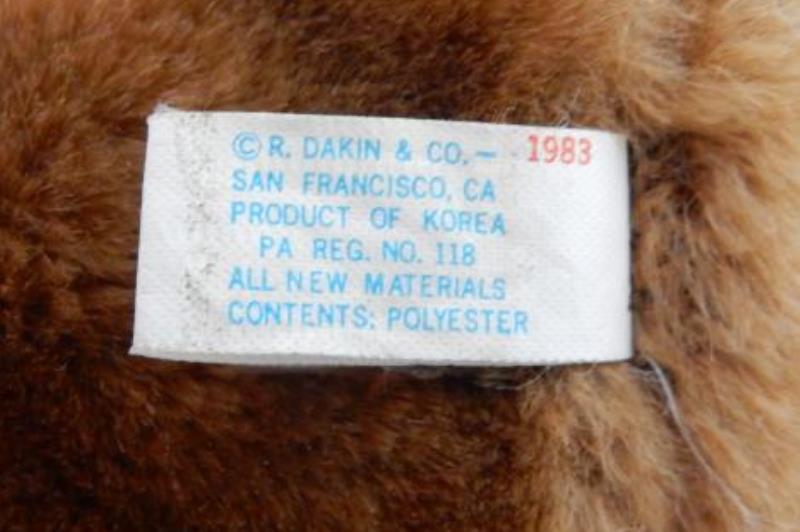 © R. DAKIN & CO. — 1983
SAN FRANCISCO, CA
PRODUCT OF KOREA
PA REG. NO. 118
ALL NEW MATERIALS
CONTENTS: POLYESTER